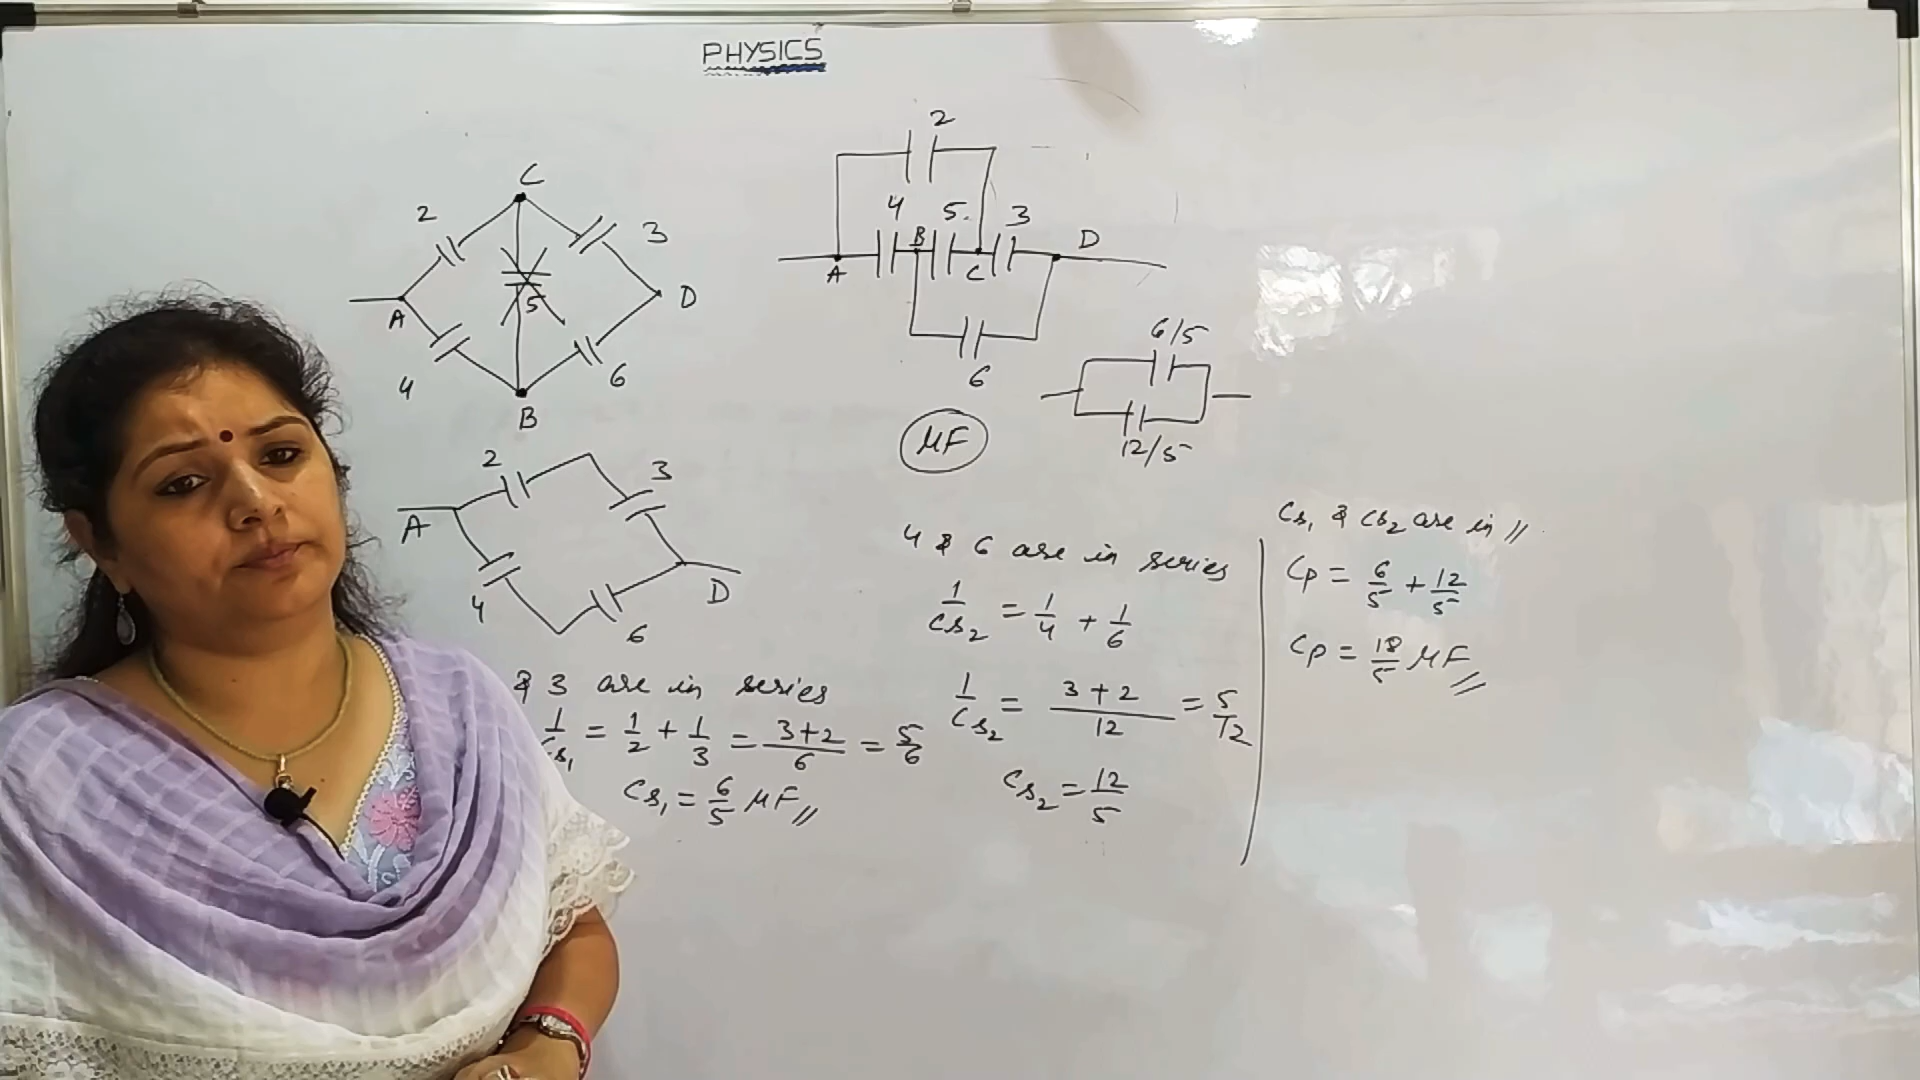 PHYSICS
C
2
3
A
5
D
4
6
B
2
4 5. 3
A B C D
6
6/5
12/5
MF
2
3
A
4
D
6
& 3 are in series
1/Cs₁ = 1/2 + 1/3 = 3+2/6 = 5/6
Cs₁ = 6/5 μF //
4 & 6 are in series
1/Cs₂ = 1/4 + 1/6
1/Cs₂ = 3+2/12 = 5/12
Cs₂ = 12/5
Cs₁ & Cs₂ are in //
Cp = 6/5 + 12/5
Cp = 18/5 μF //